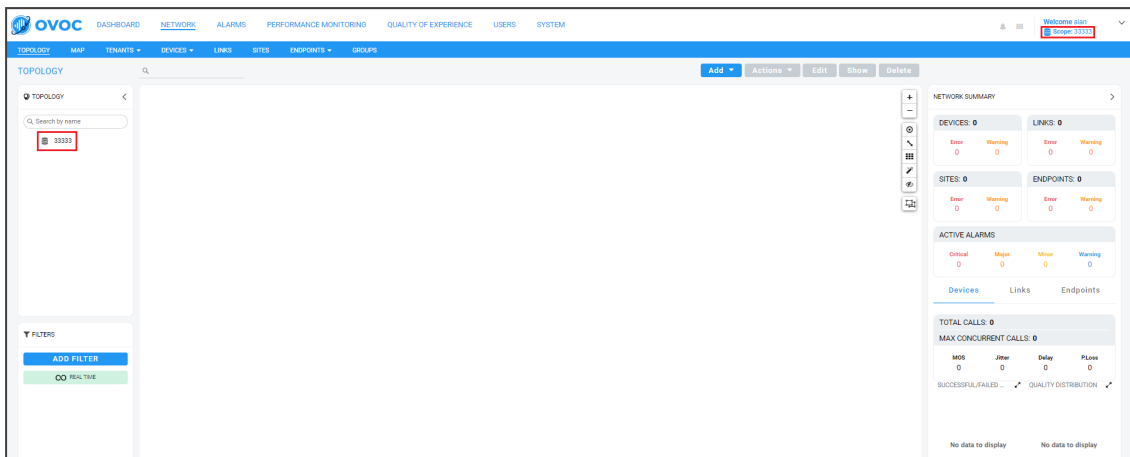 OVOC DASHBOARD NETWORK ALARMS PERFORMANCE MONITORING QUALITY OF EXPERIENCE USERS SYSTEM
Welcome alan
Scope: 33333
TOPOLOGY MAP TENANTS DEVICES LINKS SITES ENDPOINTS GROUPS
TOPOLOGY
Add Actions Edit Show Delete
TOPOLOGY
Search by name
33333
FILTERS
ADD FILTER
REAL TIME
NETWORK SUMMARY
DEVICES: 0 LINKS: 0
Error Warning Error Warning
0 0 0 0
SITES: 0 ENDPOINTS: 0
Error Warning Error Warning
0 0 0 0
ACTIVE ALARMS
Critical Major Minor Warning
0 0 0 0
Devices Links Endpoints
TOTAL CALLS: 0
MAX CONCURRENT CALLS: 0
MOS Jitter Delay P.Loss
0 0 0 0
SUCCESSFUL/FAILED ... QUALITY DISTRIBUTION
No data to display No data to display